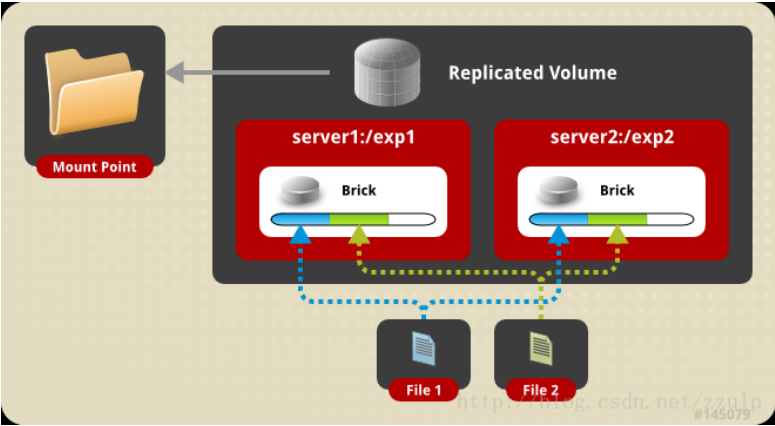 Replicated Volume
Mount Point
server1:/exp1
server2:/exp2
Brick
Brick
File 1
File 2
http://blog.csdn.net/zzulp
#145079